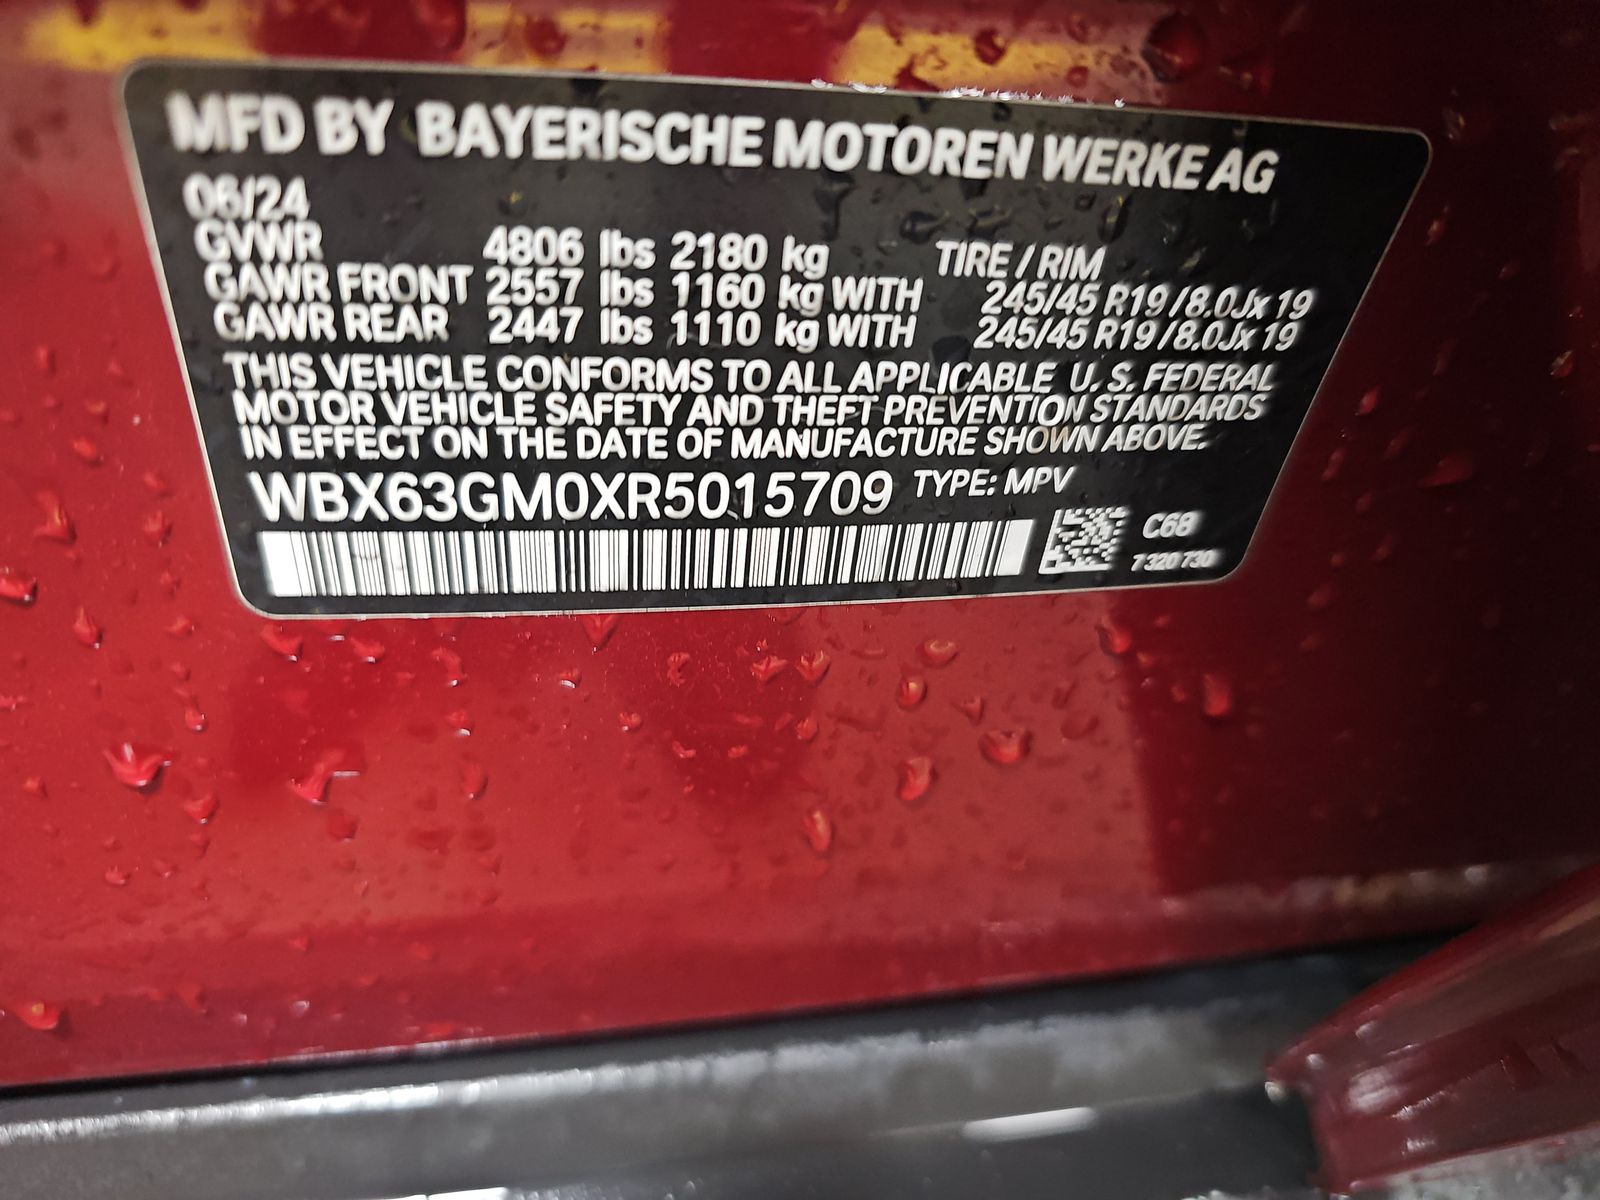 MFD BY BAYERISCHE MOTOREN WERKE AG
06/24
GVWR 4806 lbs 2180 kg TIRE / RIM
GAWR FRONT 2557 lbs 1160 kg WITH 245/45 R19 /8.0Jx 19
GAWR REAR 2447 lbs 1110 kg WITH 245/45 R19 /8.0Jx 19
THIS VEHICLE CONFORMS TO ALL APPLICABLE U. S. FEDERAL
MOTOR VEHICLE SAFETY AND THEFT PREVENTION STANDARDS
IN EFFECT ON THE DATE OF MANUFACTURE SHOWN ABOVE.
WBX63GM0XR5015709 TYPE: MPV
C68
7 320 730